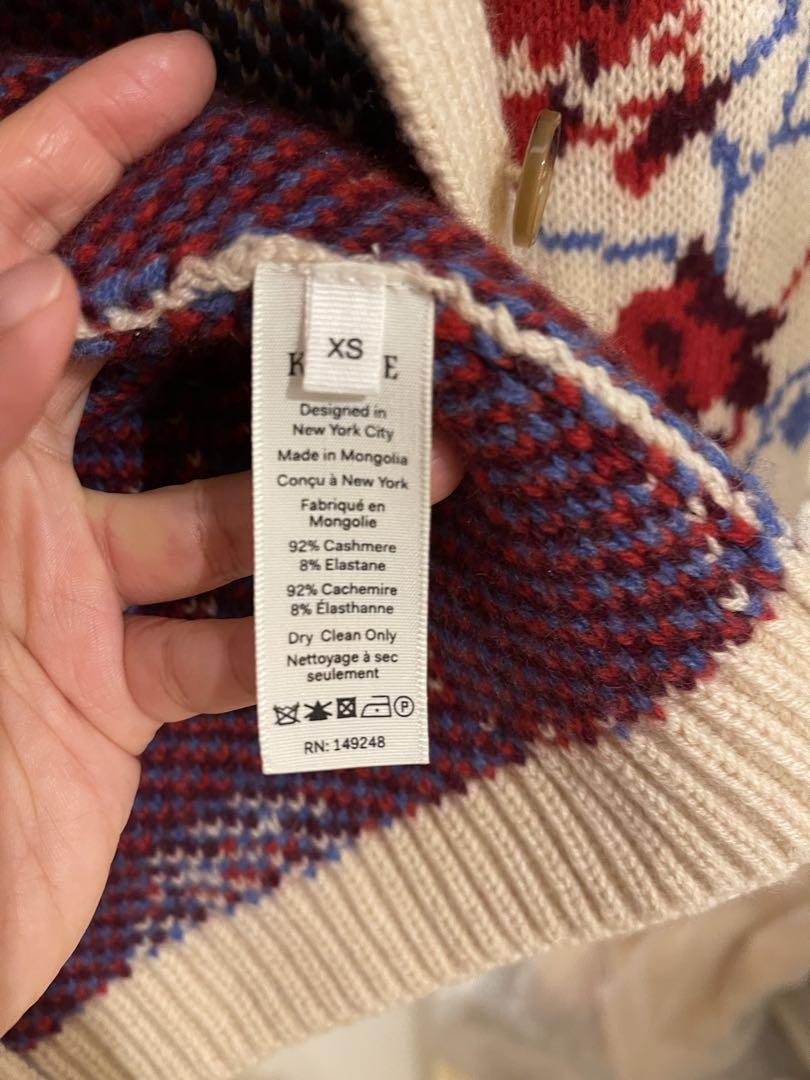 XS
Designed in
New York City
Made in Mongolia
Conçu à New York
Fabriqué en
Mongolie
92% Cashmere
8% Elastane
92% Cachemire
8% Élasthanne
Dry Clean Only
Nettoyage à sec
seulement
P
RN: 149248